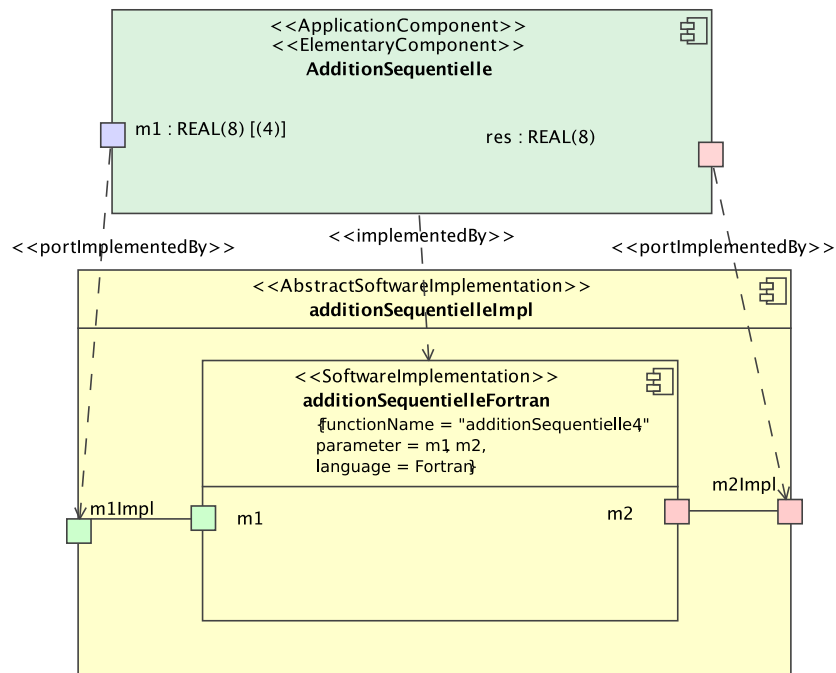 <<ApplicationComponent>>
<<ElementaryComponent>>
AdditionSequentielle
m1 : REAL(8) [(4)]
res : REAL(8)
<<portImplementedBy>>
<<implementedBy>>
<<portImplementedBy>>
<<AbstractSoftwareImplementation>>
additionSequentielleImpl
<<SoftwareImplementation>>
additionSequentielleFortran
{functionName = "additionSequentielle4",
parameter = m1, m2,
language = Fortran}
m1Impl
m1
m2
m2Impl